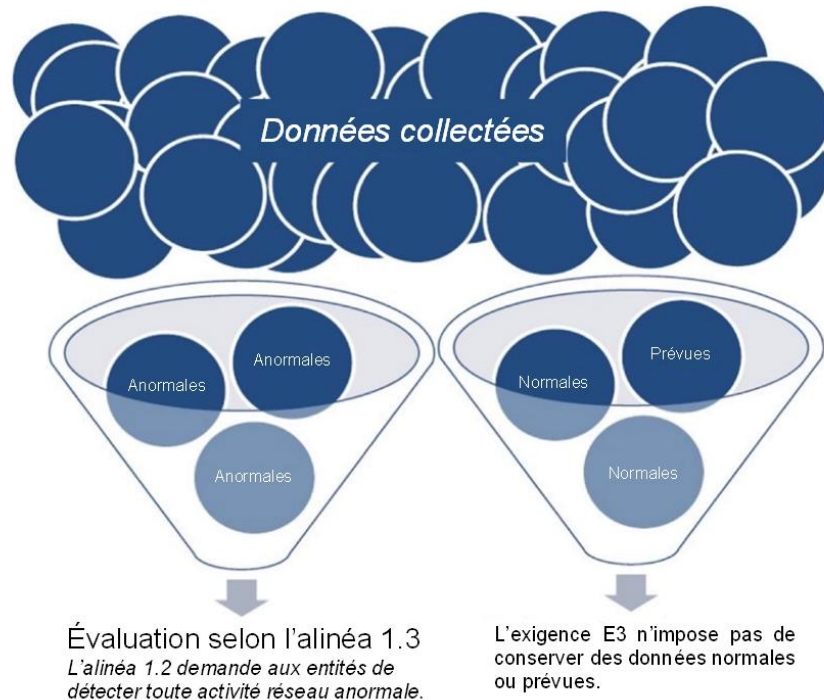 Données collectées
Anormales
Anormales
Anormales
Normales
Prévues
Normales
Évaluation selon l'alinéa 1.3
L'alinéa 1.2 demande aux entités de
détecter toute activité réseau anormale.
L'exigence E3 n'impose pas de
conserver des données normales
ou prévues.